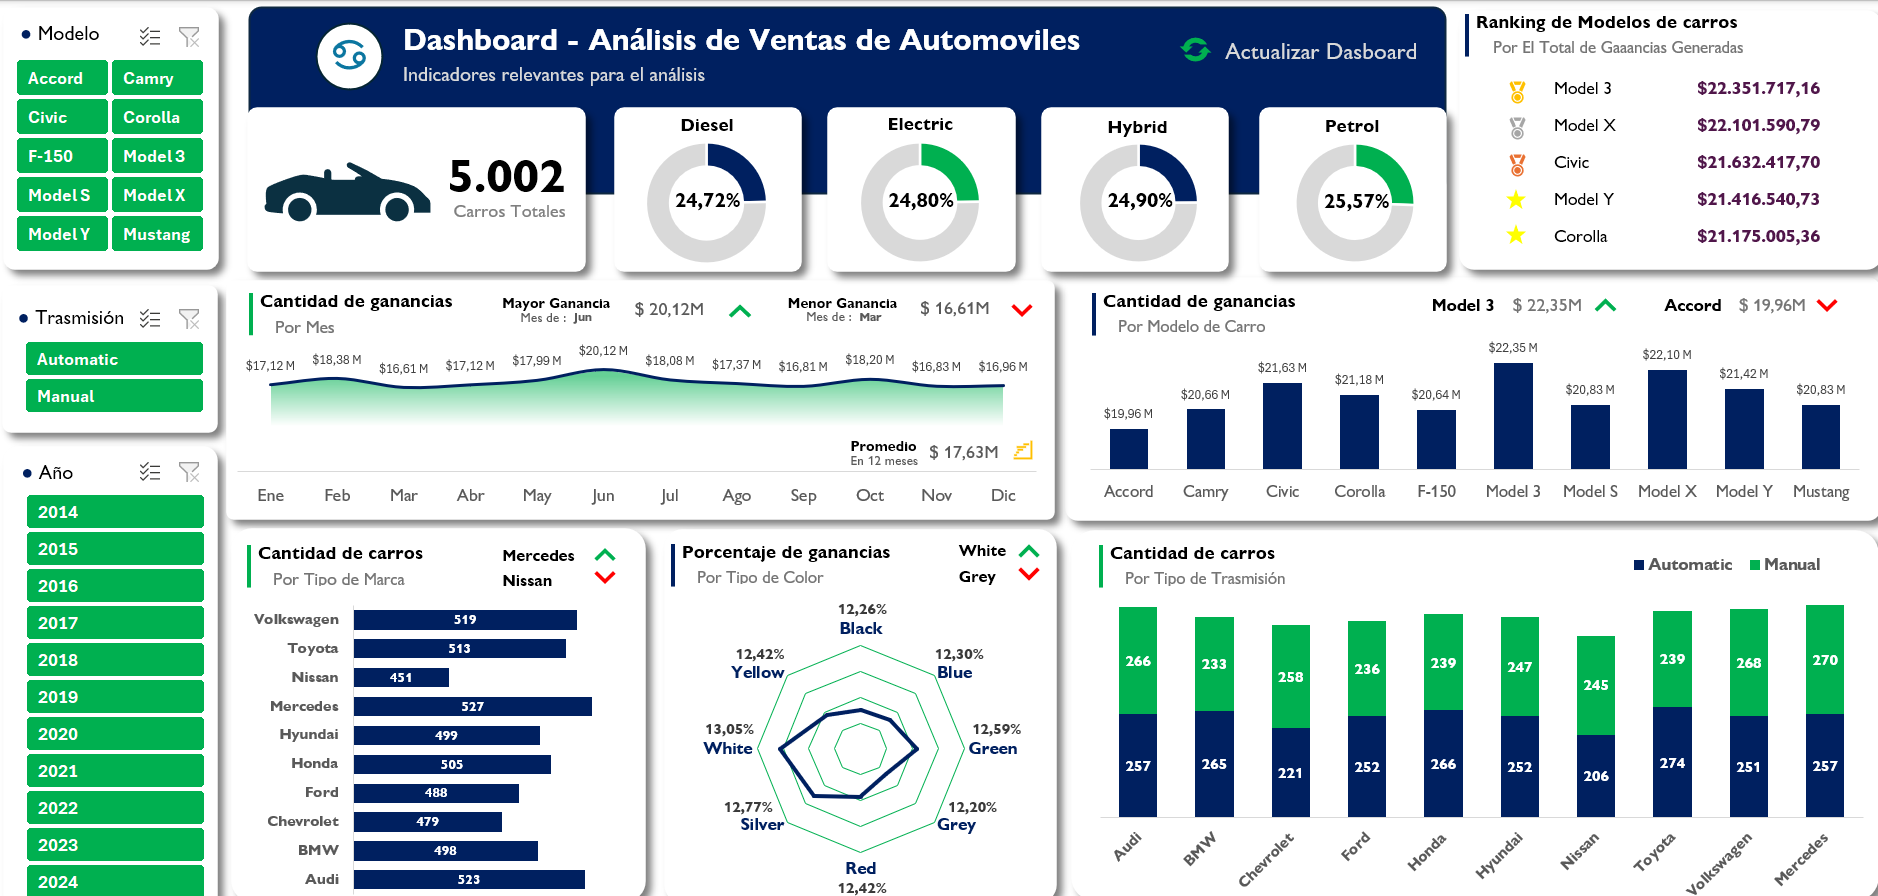 Modelo
Accord
Camry
Civic
Corolla
F-150
Model 3
Model S
Model X
Model Y
Mustang
Trasmisión
Automatic
Manual
Año
2014
2015
2016
2017
2018
2019
2020
2021
2022
2023
2024
Dashboard - Análisis de Ventas de Automoviles
Indicadores relevantes para el análisis
Actualizar Dasboard
5.002
Carros Totales
Diesel
24,72%
Electric
24,80%
Hybrid
24,90%
Petrol
25,57%
Ranking de Modelos de carros
Por El Total de Gaaancias Generadas
Model 3 $22.351.717,16
Model X $22.101.590,79
Civic $21.632.417,70
Model Y $21.416.540,73
Corolla $21.175.005,36
Cantidad de ganancias
Por Mes
Mayor Ganancia
Mes de : Jun
$ 20,12M
Menor Ganancia
Mes de : Mar
$ 16,61M
$17,12 M $18,38 M $16,61 M $17,12 M $17,99 M $20,12 M $18,08 M $17,37 M $16,81 M $18,20 M $16,83 M $16,96 M
Promedio
En 12 meses
$ 17,63M
Ene Feb Mar Abr May Jun Jul Ago Sep Oct Nov Dic
Cantidad de ganancias
Por Modelo de Carro
Model 3 $ 22,35M
Accord $ 19,96M
$19,96 M $20,66 M $21,63 M $21,18 M $20,64 M $22,35 M $20,83 M $22,10 M $21,42 M $20,83 M
Accord Camry Civic Corolla F-150 Model 3 Model S Model X Model Y Mustang
Cantidad de carros
Por Tipo de Marca
Mercedes
Nissan
Volkswagen 519
Toyota 513
Nissan 451
Mercedes 527
Hyundai 499
Honda 505
Ford 488
Chevrolet 479
BMW 498
Audi 523
Porcentaje de ganancias
Por Tipo de Color
White
Grey
12,26%
Black
12,30%
Blue
12,59%
Green
12,20%
Grey
Red
12,42%
12,77%
Silver
13,05%
White
12,42%
Yellow
Cantidad de carros
Por Tipo de Trasmisión
Automatic Manual
266 233 258 236 239 247 245 239 268 270
257 265 221 252 266 252 206 274 251 257
Audi BMW Chevrolet Ford Honda Hyundai Nissan Toyota Volkswagen Mercedes